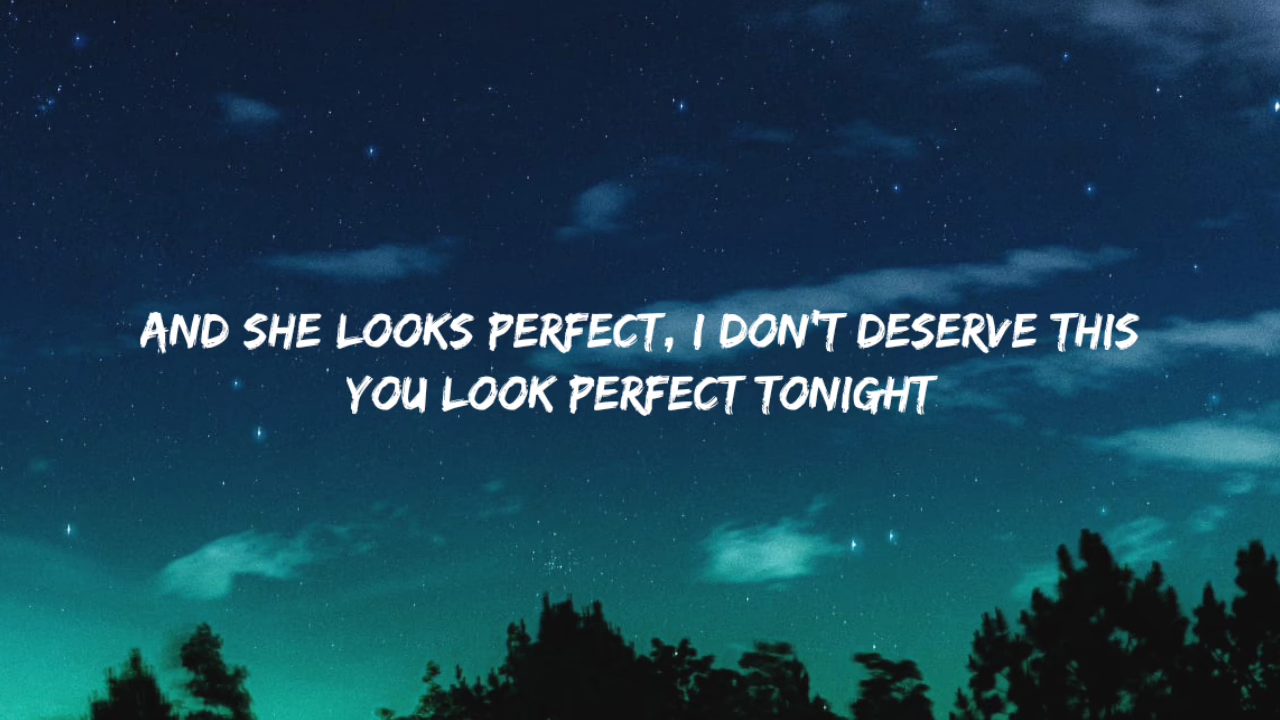 AND SHE LOOKS PERFECT, I DON'T DESERVE THIS
YOU LOOK PERFECT TONIGHT